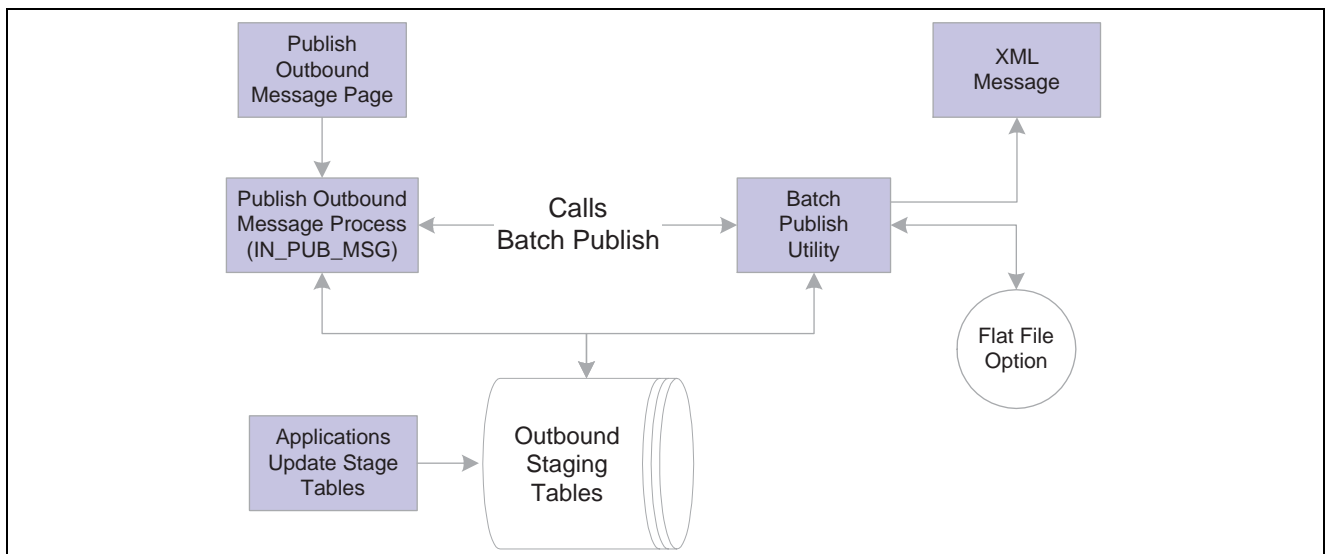 Publish
Outbound
Message Page
XML
Message
Publish Outbound
Message Process
(IN_PUB_MSG)
Calls
Batch Publish
Batch
Publish
Utility
Flat File
Option
Applications
Update Stage
Tables
Outbound
Staging
Tables